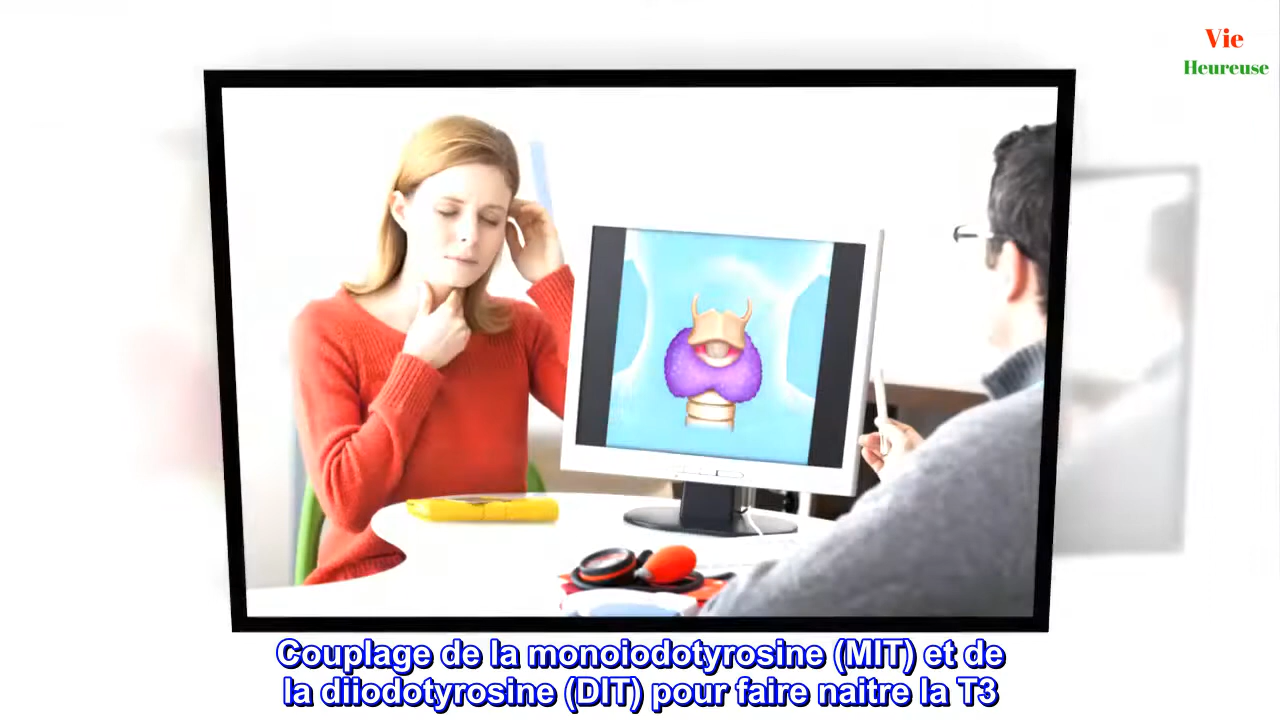 Vie
Heureuse
Couplage de la monoiodotyrosine (MIT) et de
la diiodotyrosine (DIT) pour faire naitre la T3